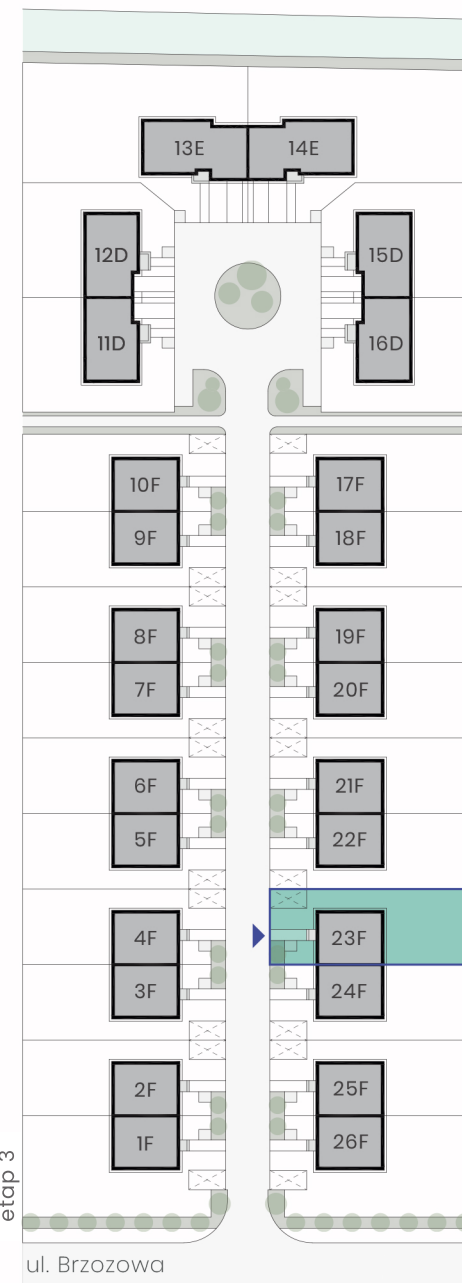 13E 14E
12D 15D
11D 16D
10F 17F
9F 18F
8F 19F
7F 20F
6F 21F
5F 22F
4F 23F
3F 24F
2F 25F
1F 26F
etap 3
ul. Brzozowa